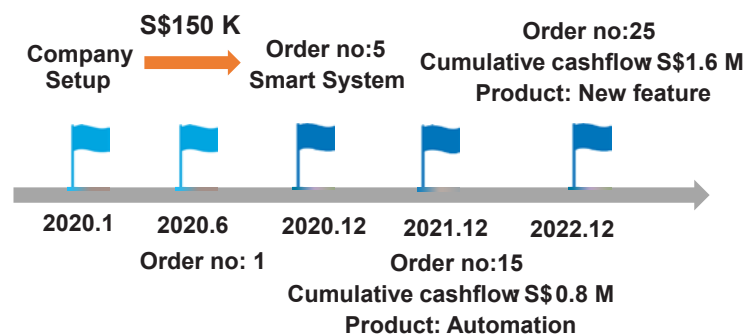 S$150 K
Company
Setup
Order no:5
Smart System
Order no:25
Cumulative cashflow S$1.6 M
Product: New feature
2020.1
2020.6
2020.12
2021.12
2022.12
Order no: 1
Order no:15
Cumulative cashflow S$0.8 M
Product: Automation